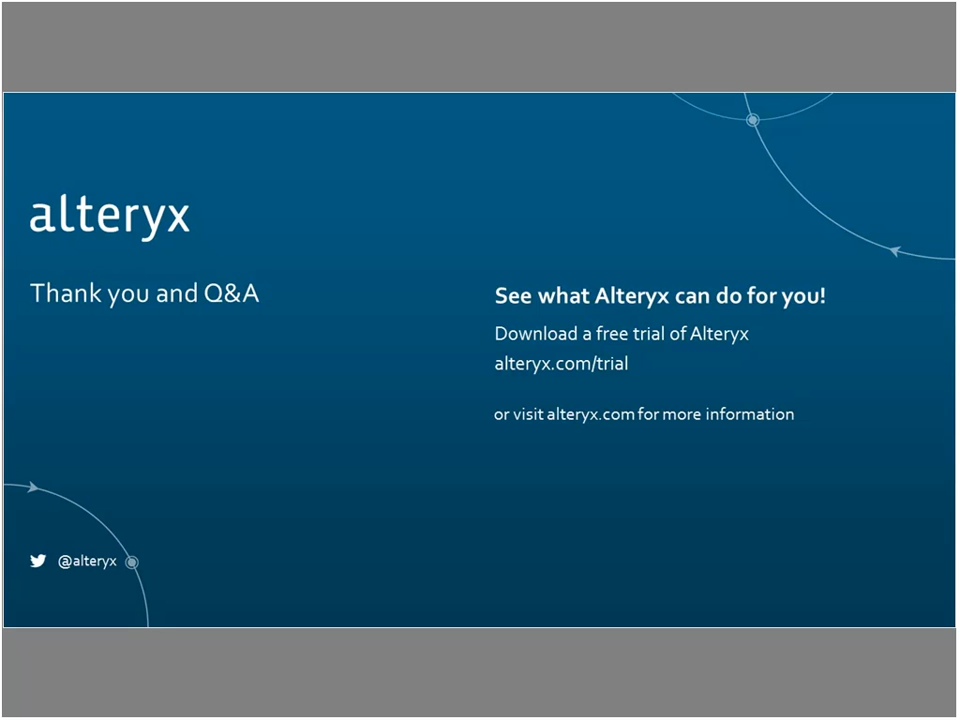 alteryx
Thank you and Q&A
See what Alteryx can do for you!
Download a free trial of Alteryx
alteryx.com/trial
or visit alteryx.com for more information
@alteryx